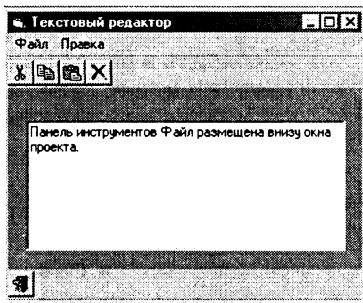 Текстовый редактор
Файл Правка
Панель инструментов Файл размещена внизу окна
проекта.